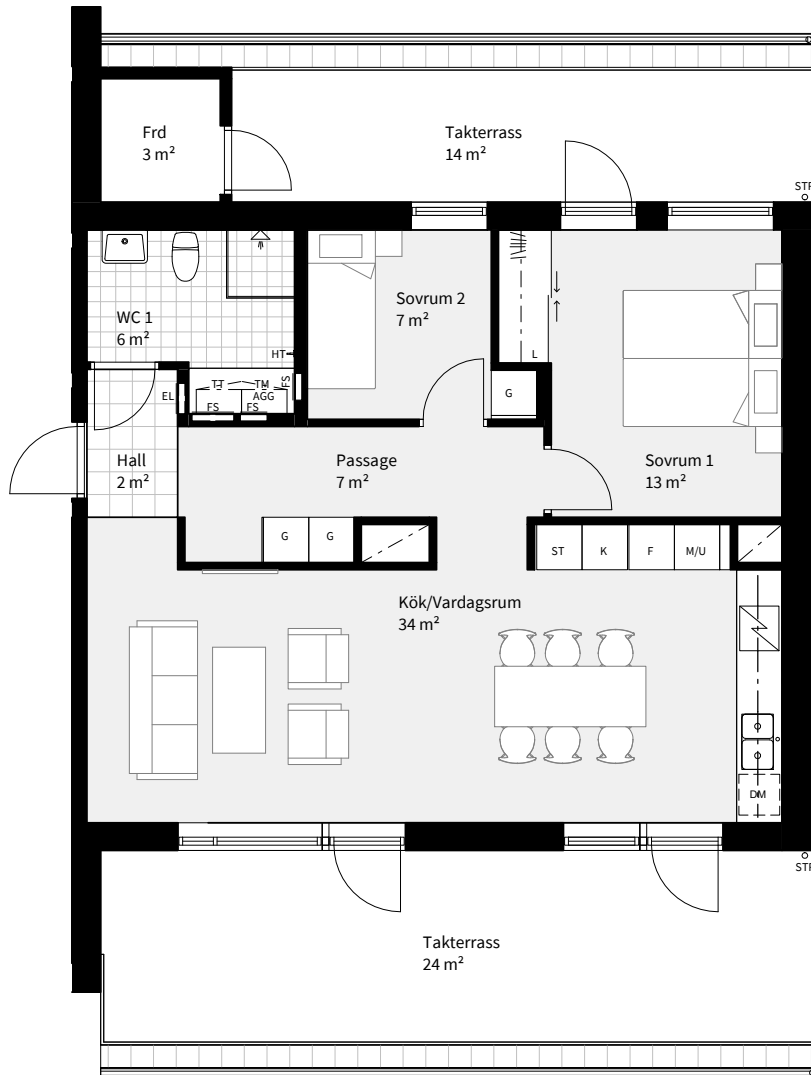 Frd
3 m²
Takterrass
14 m²
STF
WC 1
6 m²
Sovrum 2
7 m²
HT
L
TT
TM
FS
EL
AGG
FS
FS
G
Hall
2 m²
Passage
7 m²
Sovrum 1
13 m²
G
G
ST
K
F
M/U
Kök/Vardagsrum
34 m²
DM
STF
Takterrass
24 m²